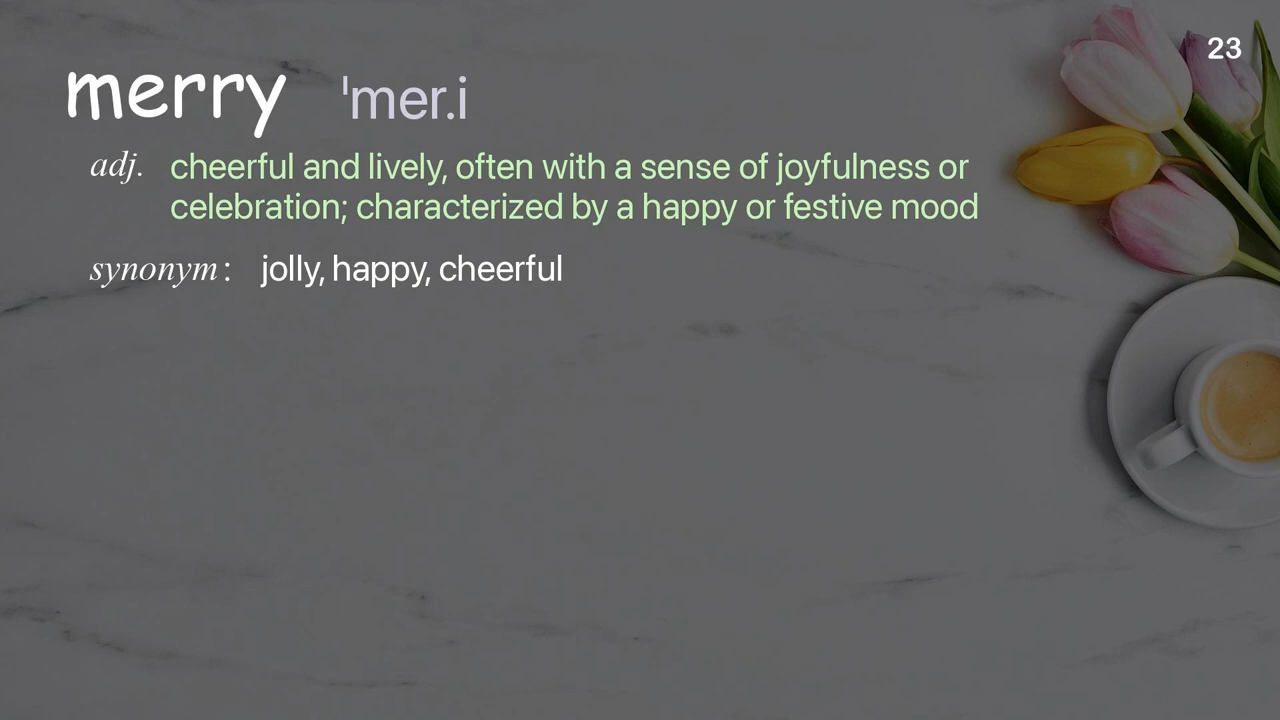 23
merry ˈmer.i
adj. cheerful and lively, often with a sense of joyfulness or
celebration; characterized by a happy or festive mood
synonym: jolly, happy, cheerful